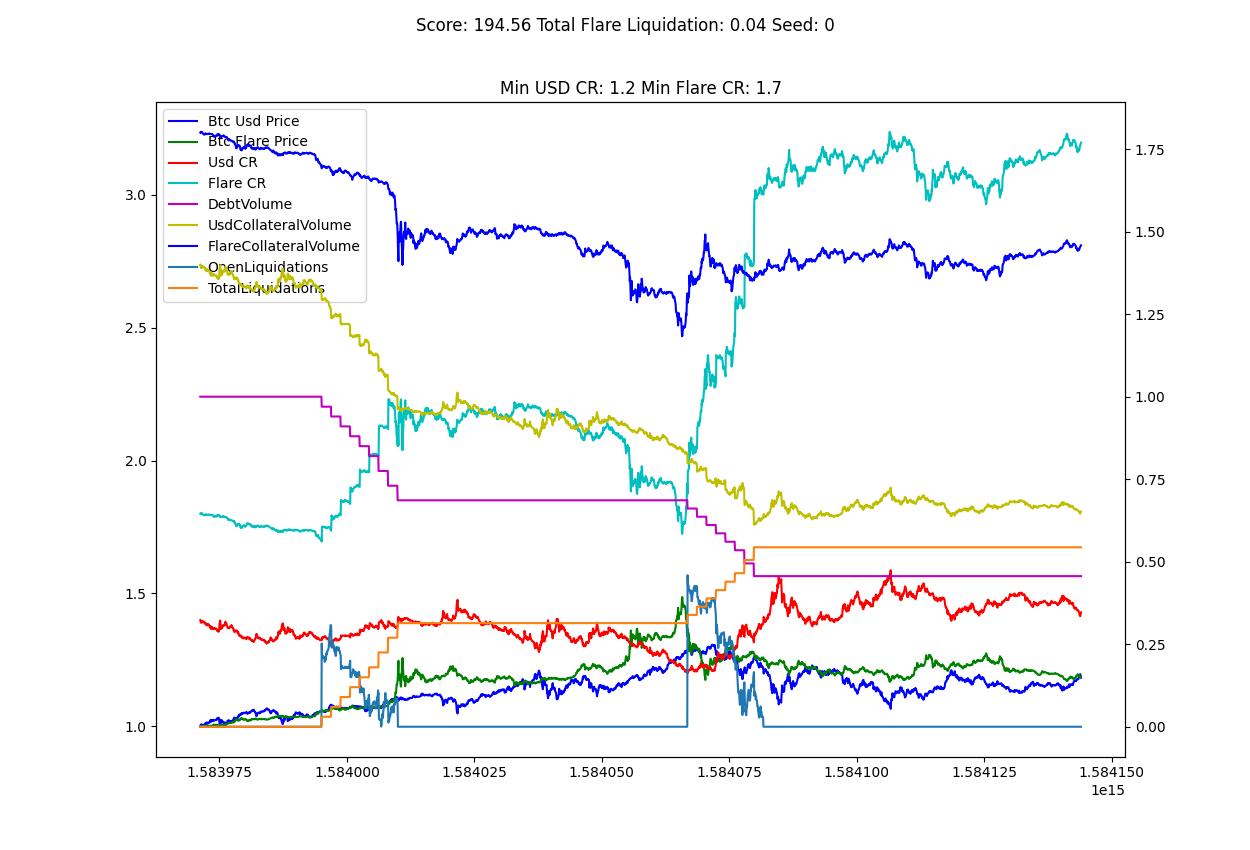 Score: 194.56 Total Flare Liquidation: 0.04 Seed: 0
Min USD CR: 1.2 Min Flare CR: 1.7
Btc Usd Price
Btc Flare Price
Usd CR
Flare CR
DebtVolume
UsdCollateralVolume
FlareCollateralVolume
OpenLiquidations
TotalLiquidations
3.0
2.5
2.0
1.5
1.0
1.75
1.50
1.25
1.00
0.75
0.50
0.25
0.00
1.583975 1.584000 1.584025 1.584050 1.584075 1.584100 1.584125 1.584150
1e15